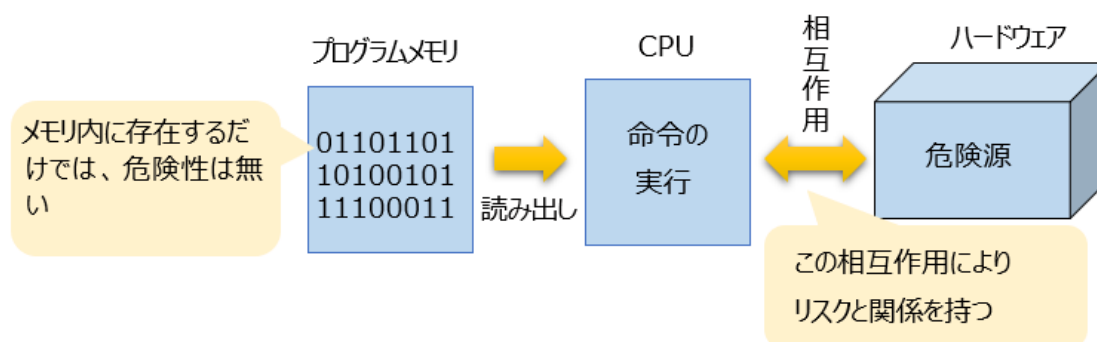 プログラムメモリ
CPU
相互作用
ハードウェア
メモリ内に存在するだ
けでは、危険性は無
い
01101101
10100101
11100011
読み出し
命令の
実行
危険源
この相互作用により
リスクと関係を持つ